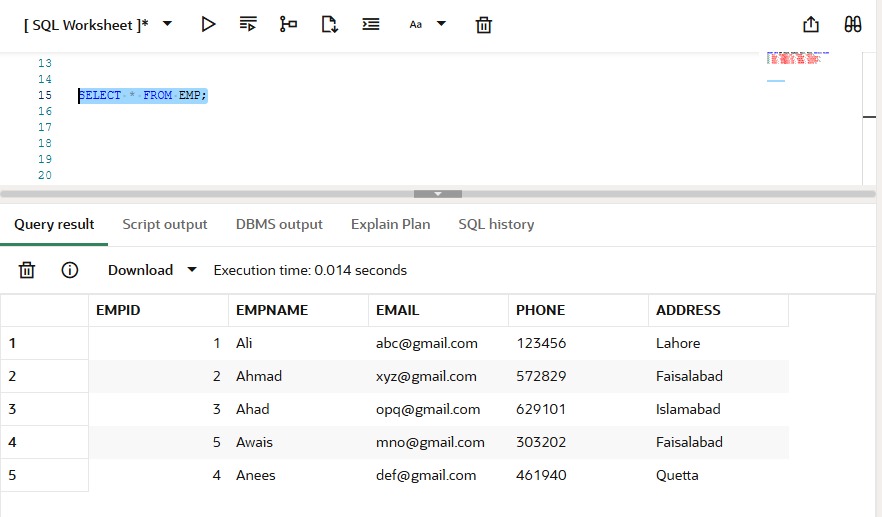 [ SQL Worksheet ]* Aa
13
14
15 SELECT * FROM EMP;
16
17
18
19
20
Query result Script output DBMS output Explain Plan SQL history
Download Execution time: 0.014 seconds
EMPID EMPNAME EMAIL PHONE ADDRESS
1 1 Ali abc@gmail.com 123456 Lahore
2 2 Ahmad xyz@gmail.com 572829 Faisalabad
3 3 Ahad opq@gmail.com 629101 Islamabad
4 5 Awais mno@gmail.com 303202 Faisalabad
5 4 Anees def@gmail.com 461940 Quetta